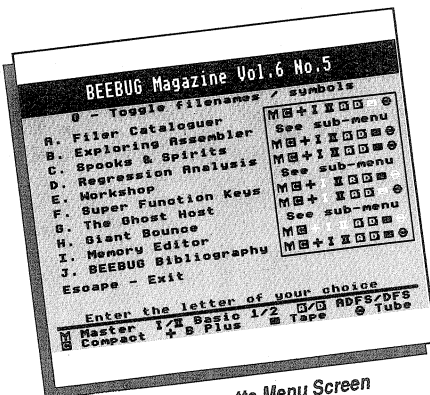 BEEBUG Magazine Vol.6 No.5
0 - Toggle filenames / symbols
A. Filer Cataloguer
B. Exploring Assembler See sub-menu
C. Spooks & Spirits
D. Regression Analysis
E. Workshop See sub-menu
F. Super Function Keys
G. The Ghost Host
H. Giant Bounce See sub-menu
I. Memory Editor
J. BEEBUG Bibliography
Escape - Exit
Enter the letter of your choice
M Master I/II Basic 1/2 A/D ADFS/DFS
C Compact + B Plus Tape Tube
Menu Screen